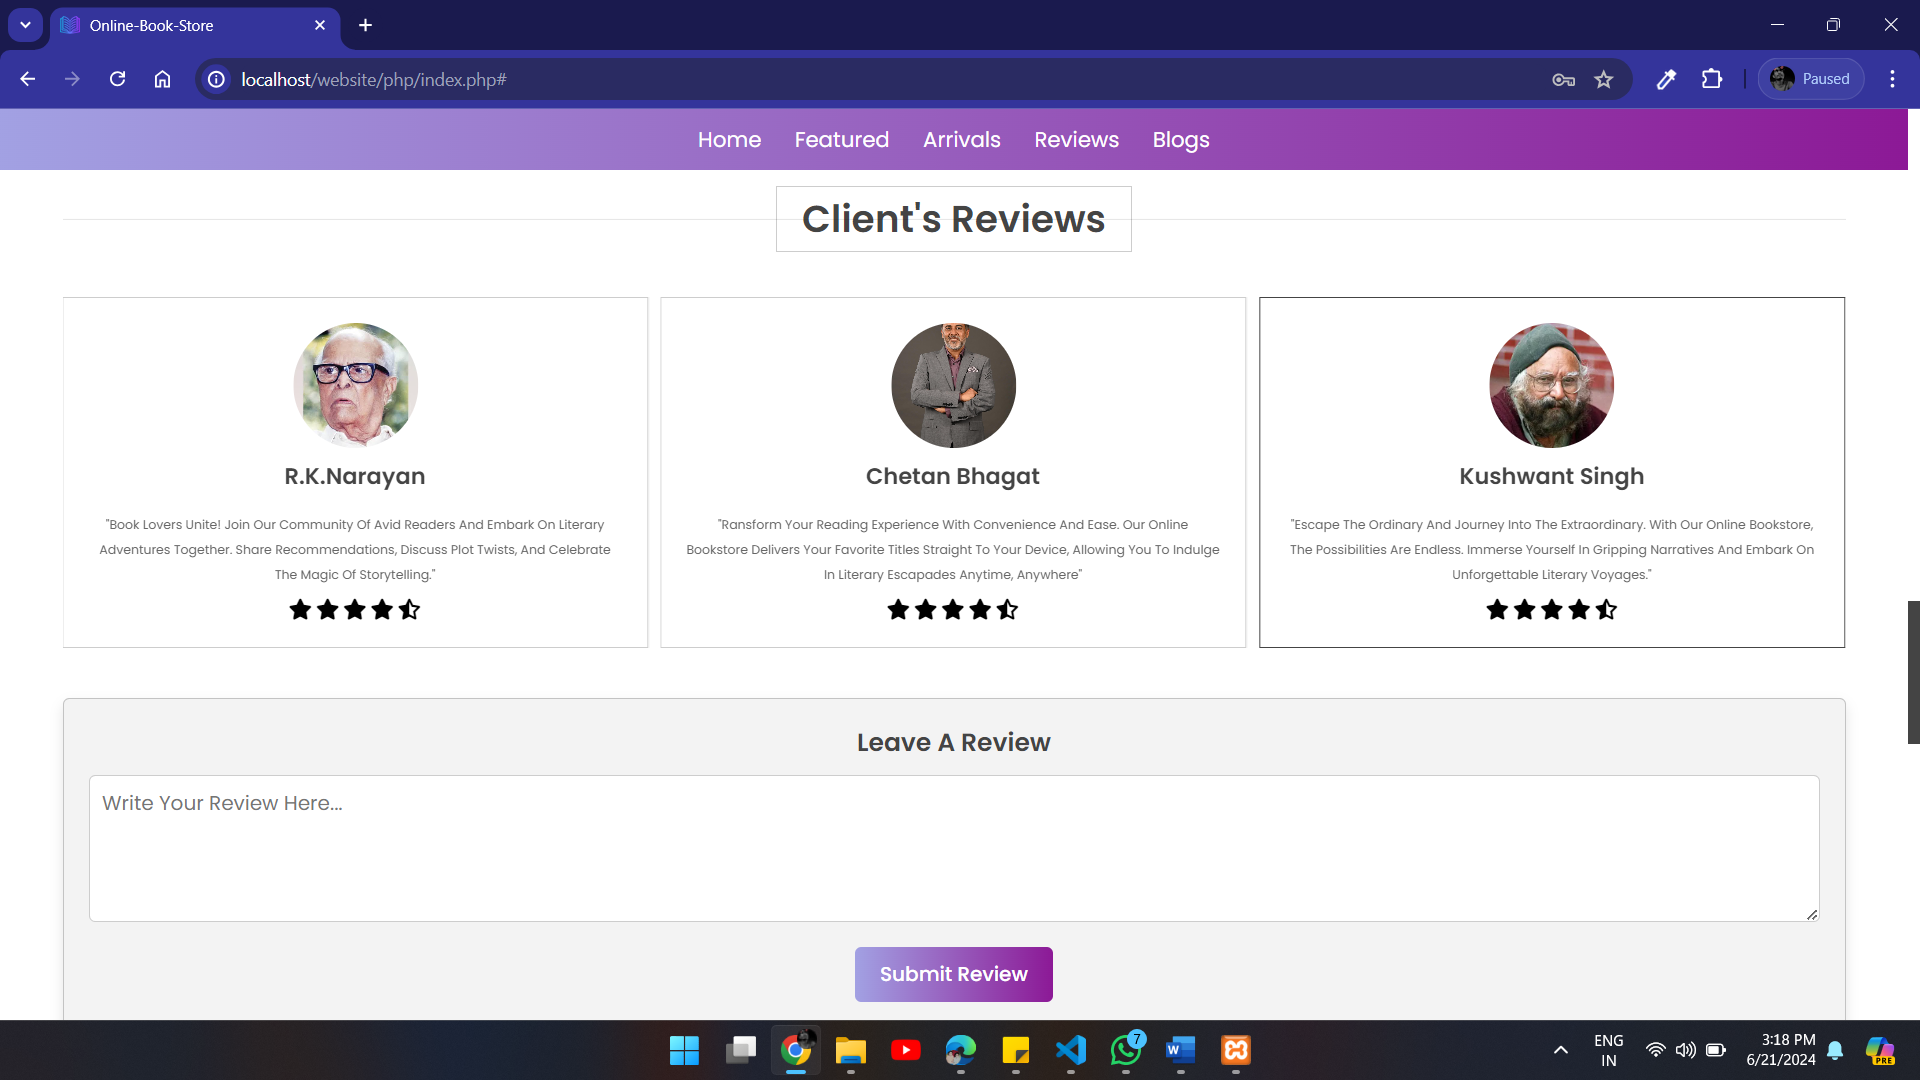 Online-Book-Store
localhost/website/php/index.php#
Paused
Home Featured Arrivals Reviews Blogs
Client's Reviews
R.K.Narayan
"Book Lovers Unite! Join Our Community Of Avid Readers And Embark On Literary
Adventures Together. Share Recommendations, Discuss Plot Twists, And Celebrate
The Magic Of Storytelling."
Chetan Bhagat
"Ransform Your Reading Experience With Convenience And Ease. Our Online
Bookstore Delivers Your Favorite Titles Straight To Your Device, Allowing You To Indulge
In Literary Escapades Anytime, Anywhere"
Kushwant Singh
"Escape The Ordinary And Journey Into The Extraordinary. With Our Online Bookstore,
The Possibilities Are Endless. Immerse Yourself In Gripping Narratives And Embark On
Unforgettable Literary Voyages."
Leave A Review
Write Your Review Here...
Submit Review
7
W
ENG
IN
3:18 PM
6/21/2024
PRE